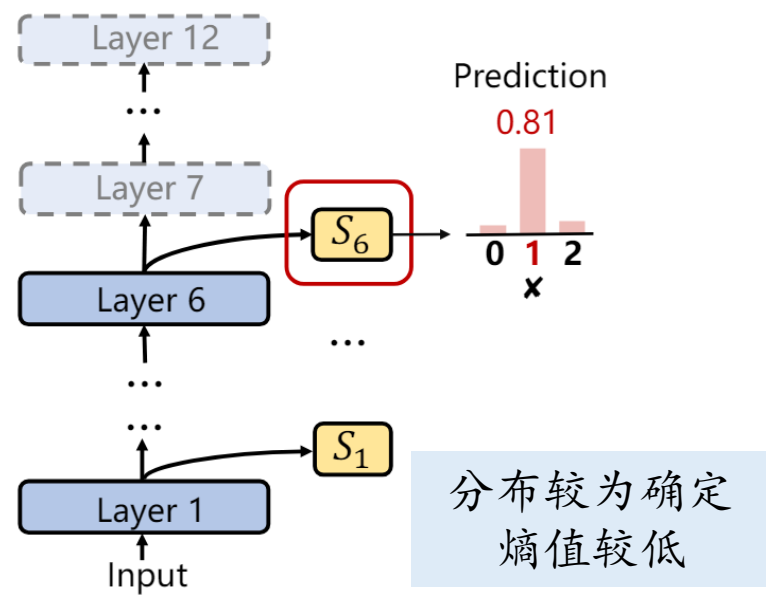 Layer 12
...
Prediction
0.81
Layer 7
S6
0 1 2
✘
Layer 6
...
...
...
S1
Layer 1
分布较为确定
熵值较低
Input